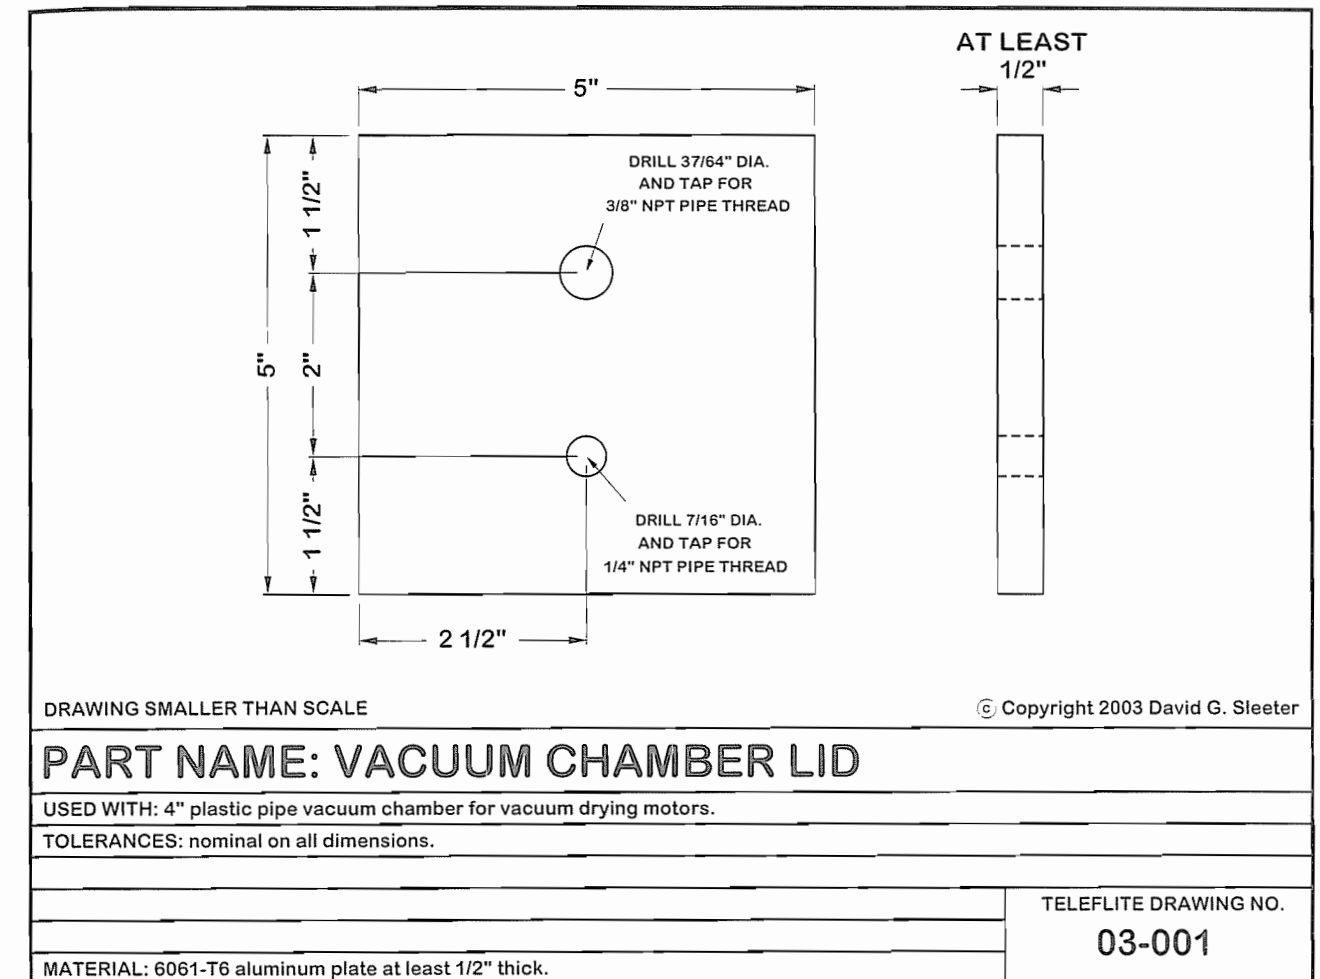 AT LEAST
1/2"
5"
DRILL 37/64" DIA.
AND TAP FOR
3/8" NPT PIPE THREAD
1 1/2"
5"
2"
1 1/2"
DRILL 7/16" DIA.
AND TAP FOR
1/4" NPT PIPE THREAD
2 1/2"
DRAWING SMALLER THAN SCALE
© Copyright 2003 David G. Sleeter
PART NAME: VACUUM CHAMBER LID
USED WITH: 4" plastic pipe vacuum chamber for vacuum drying motors.
TOLERANCES: nominal on all dimensions.
TELEFLITE DRAWING NO.
03-001
MATERIAL: 6061-T6 aluminum plate at least 1/2" thick.